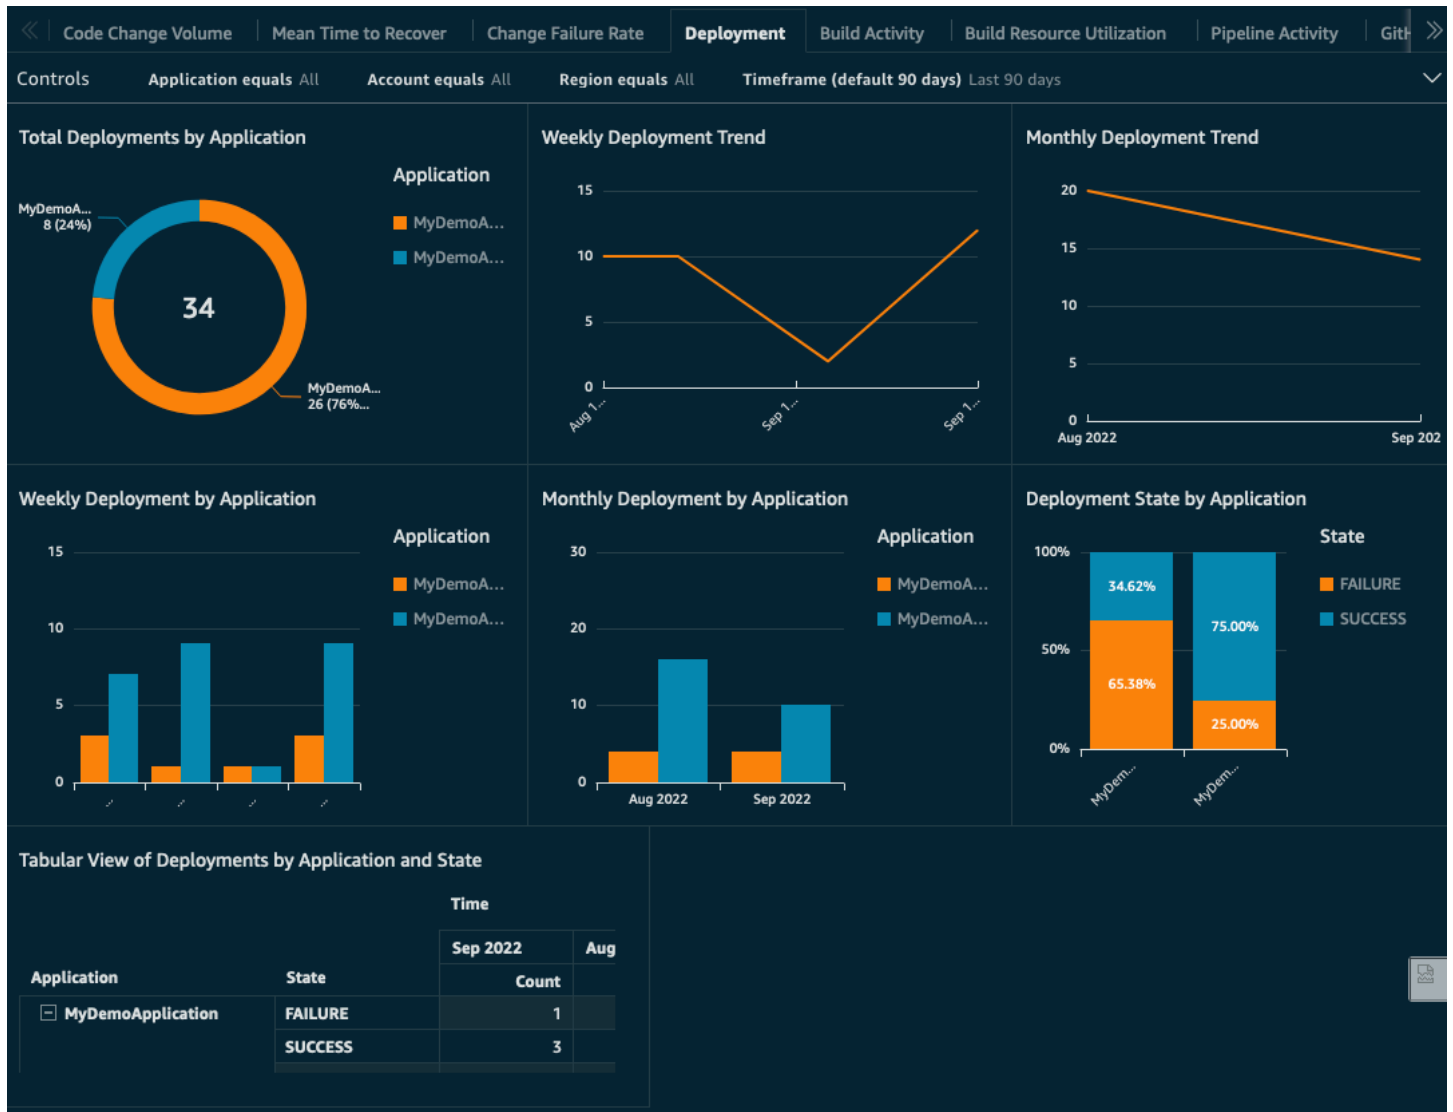 Code Change Volume Mean Time to Recover Change Failure Rate Deployment Build Activity Build Resource Utilization Pipeline Activity GitH
Controls Application equals All Account equals All Region equals All Timeframe (default 90 days) Last 90 days
Total Deployments by Application
Application
MyDemoA...
8 (24%)
34
MyDemoA...
26 (76%...
MyDemoA...
MyDemoA...
Weekly Deployment Trend
15
10
5
0
Aug 1...
Sep 1...
Sep 1...
Monthly Deployment Trend
20
15
10
5
0
Aug 2022
Sep 202
Weekly Deployment by Application
Application
MyDemoA...
MyDemoA...
15
10
5
0
...
...
...
...
Monthly Deployment by Application
Application
MyDemoA...
MyDemoA...
30
20
10
0
Aug 2022
Sep 2022
Deployment State by Application
State
FAILURE
SUCCESS
100%
50%
0%
34.62%
65.38%
75.00%
25.00%
MyDem...
MyDem...
Tabular View of Deployments by Application and State
Time
Sep 2022 Aug
Application State Count
MyDemoApplication FAILURE 1
SUCCESS 3